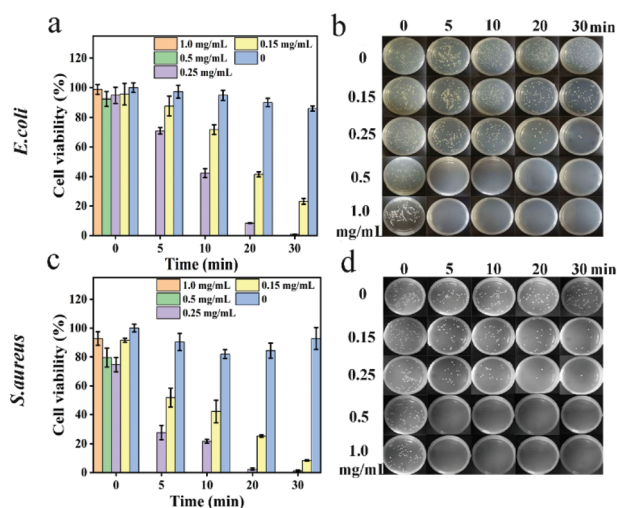 a
1.0 mg/mL 0.15 mg/mL
0.5 mg/mL 0
0.25 mg/mL
120
100
80
60
40
20
0
Cell viability (%)
E.coli
0 5 10 20 30
Time (min)
b
0 5 10 20 30 min
0
0.15
0.25
0.5
1.0
mg/mL
c
1.0 mg/mL 0.15 mg/mL
0.5 mg/mL 0
0.25 mg/mL
120
100
80
60
40
20
0
Cell viability (%)
S.aureus
0 5 10 20 30
Time (min)
d
0 5 10 20 30 min
0
0.15
0.25
0.5
1.0
mg/mL